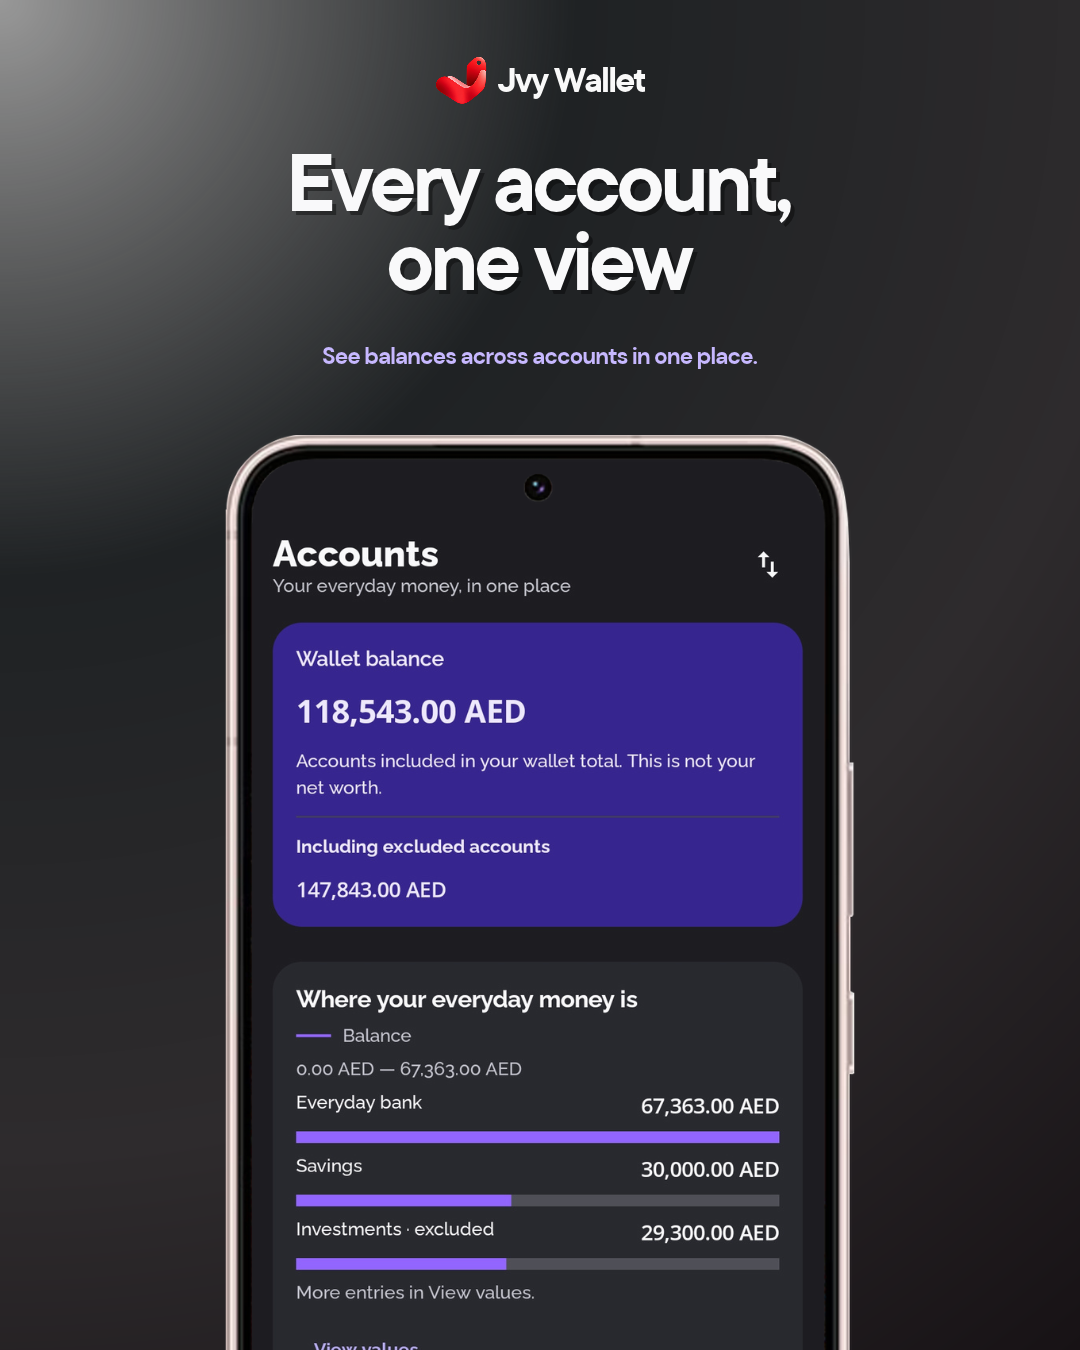 Jvy Wallet
Every account,
one view
See balances across accounts in one place.
Accounts
Your everyday money, in one place
Wallet balance
118,543.00 AED
Accounts included in your wallet total. This is not your
net worth.
Including excluded accounts
147,843.00 AED
Where your everyday money is
Balance
0.00 AED — 67,363.00 AED
Everyday bank 67,363.00 AED
Savings 30,000.00 AED
Investments · excluded 29,300.00 AED
More entries in View values.
View values